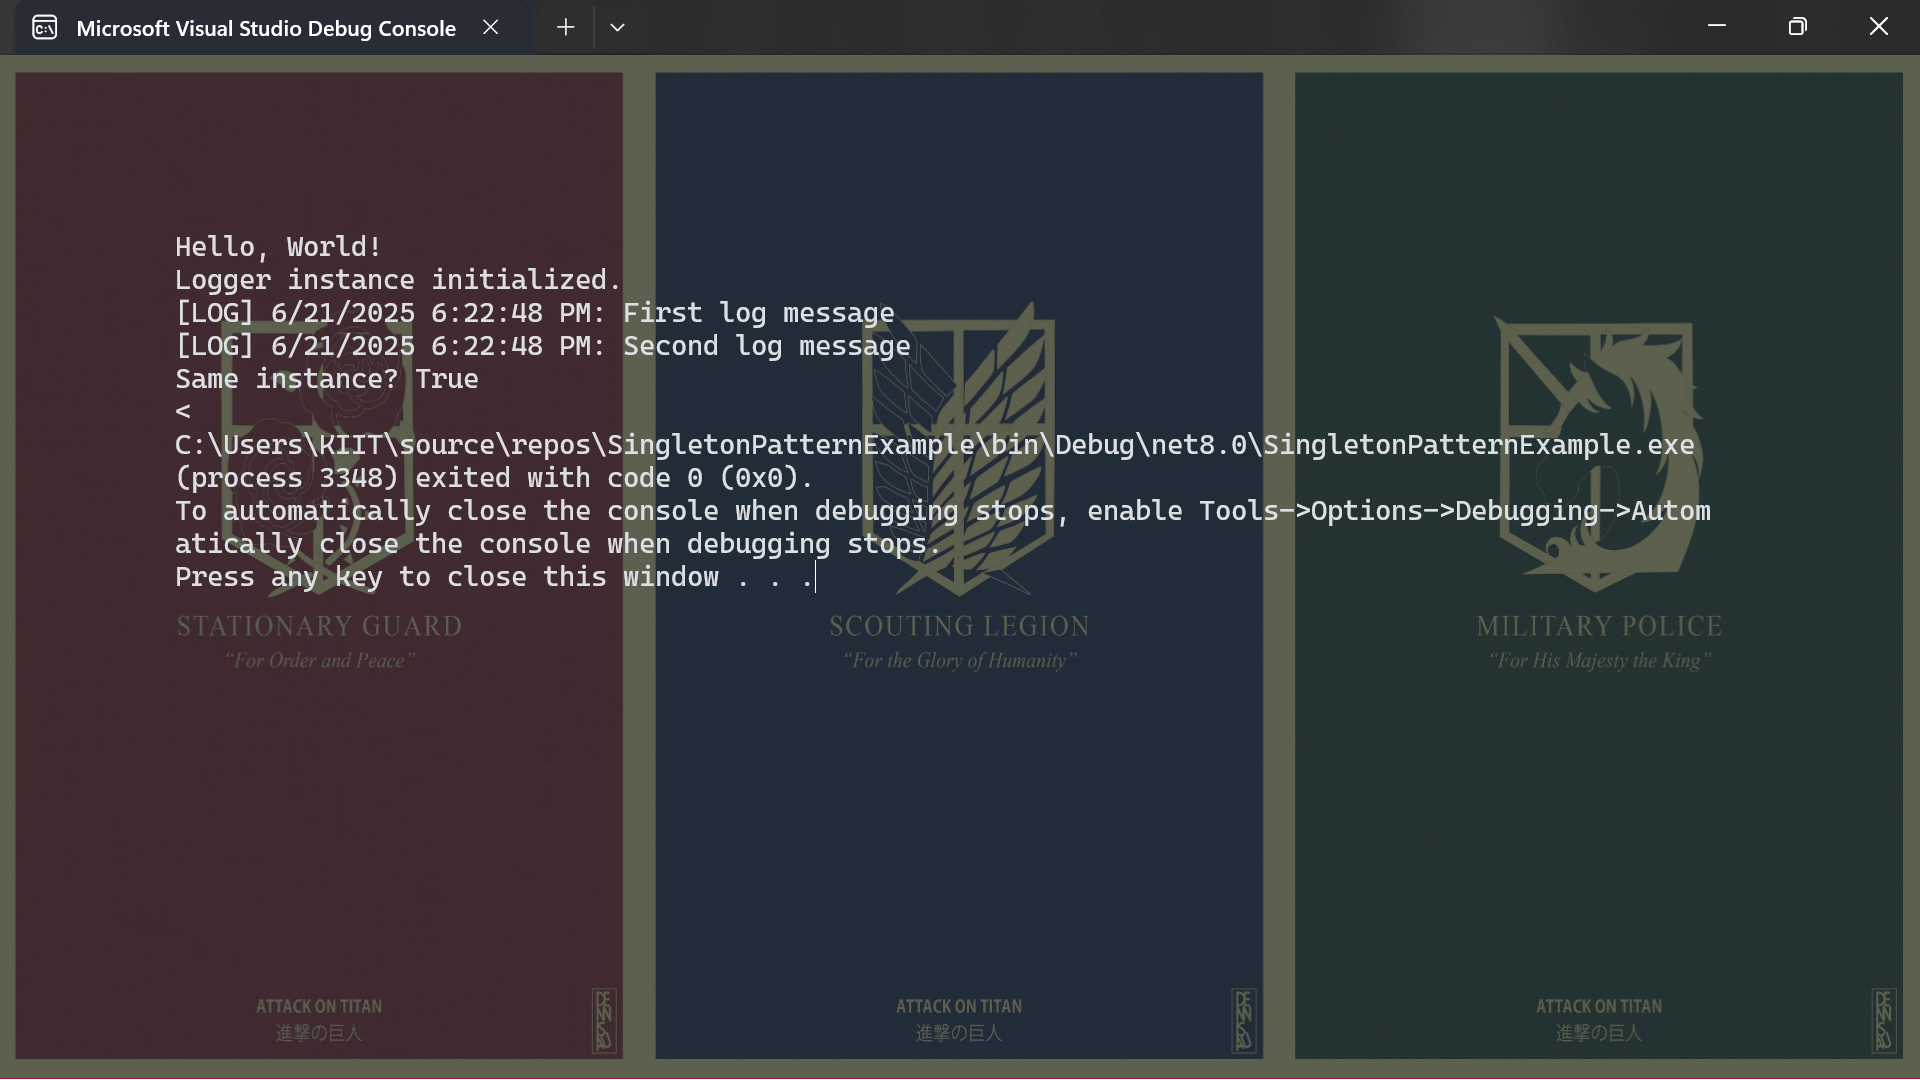 Microsoft Visual Studio Debug Console
Hello, World!
Logger instance initialized.
[LOG] 6/21/2025 6:22:48 PM: First log message
[LOG] 6/21/2025 6:22:48 PM: Second log message
Same instance? True
<
C:\Users\KIIT\source\repos\SingletonPatternExample\bin\Debug\net8.0\SingletonPatternExample.exe
(process 3348) exited with code 0 (0x0).
To automatically close the console when debugging stops, enable Tools->Options->Debugging->Autom
atically close the console when debugging stops.
Press any key to close this window . . .
STATIONARY GUARD
“For Order and Peace”
ATTACK ON TITAN
進撃の巨人
SCOUTING LEGION
“For the Glory of Humanity”
ATTACK ON TITAN
進撃の巨人
MILITARY POLICE
“For His Majesty the King”
ATTACK ON TITAN
進撃の巨人